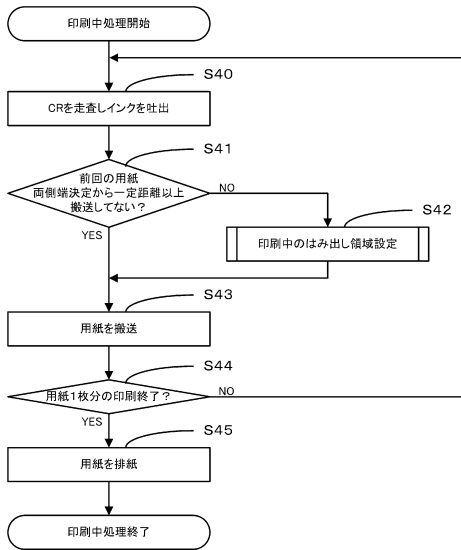 印刷中処理開始
S40
CRを走査しインクを吐出
S41
前回の用紙
両側端決定から一定距離以上
搬送してない？
NO
S42
YES
印刷中のはみ出し領域設定
S43
用紙を搬送
S44
用紙１枚分の印刷終了？
NO
YES
S45
用紙を排紙
印刷中処理終了